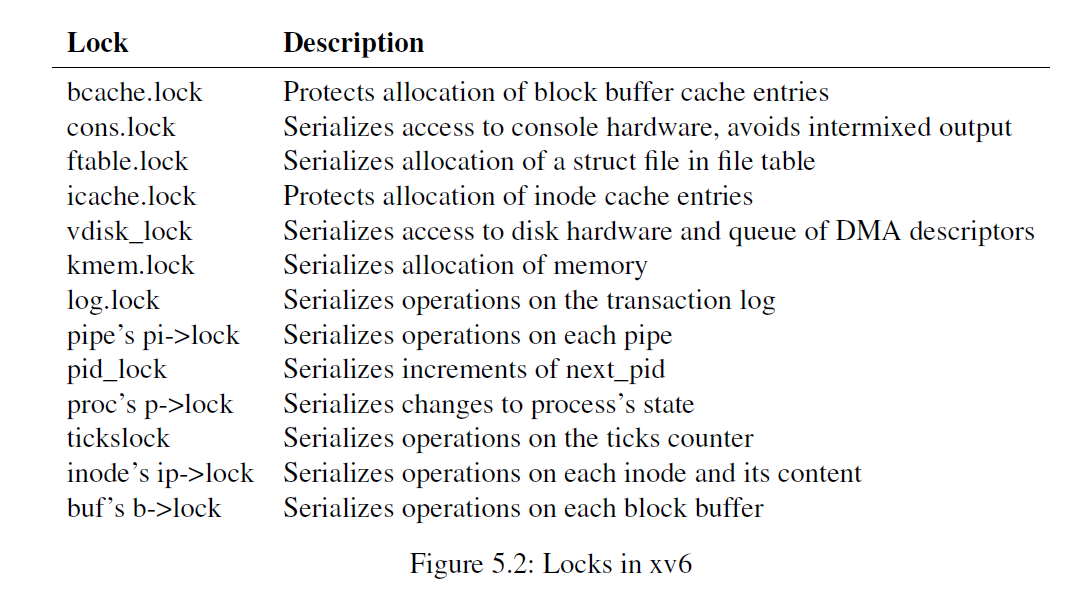 Lock Description
bcache.lock Protects allocation of block buffer cache entries
cons.lock Serializes access to console hardware, avoids intermixed output
ftable.lock Serializes allocation of a struct file in file table
icache.lock Protects allocation of inode cache entries
vdisk_lock Serializes access to disk hardware and queue of DMA descriptors
kmem.lock Serializes allocation of memory
log.lock Serializes operations on the transaction log
pipe’s pi->lock Serializes operations on each pipe
pid_lock Serializes increments of next_pid
proc’s p->lock Serializes changes to process’s state
tickslock Serializes operations on the ticks counter
inode’s ip->lock Serializes operations on each inode and its content
buf’s b->lock Serializes operations on each block buffer
Figure 5.2: Locks in xv6